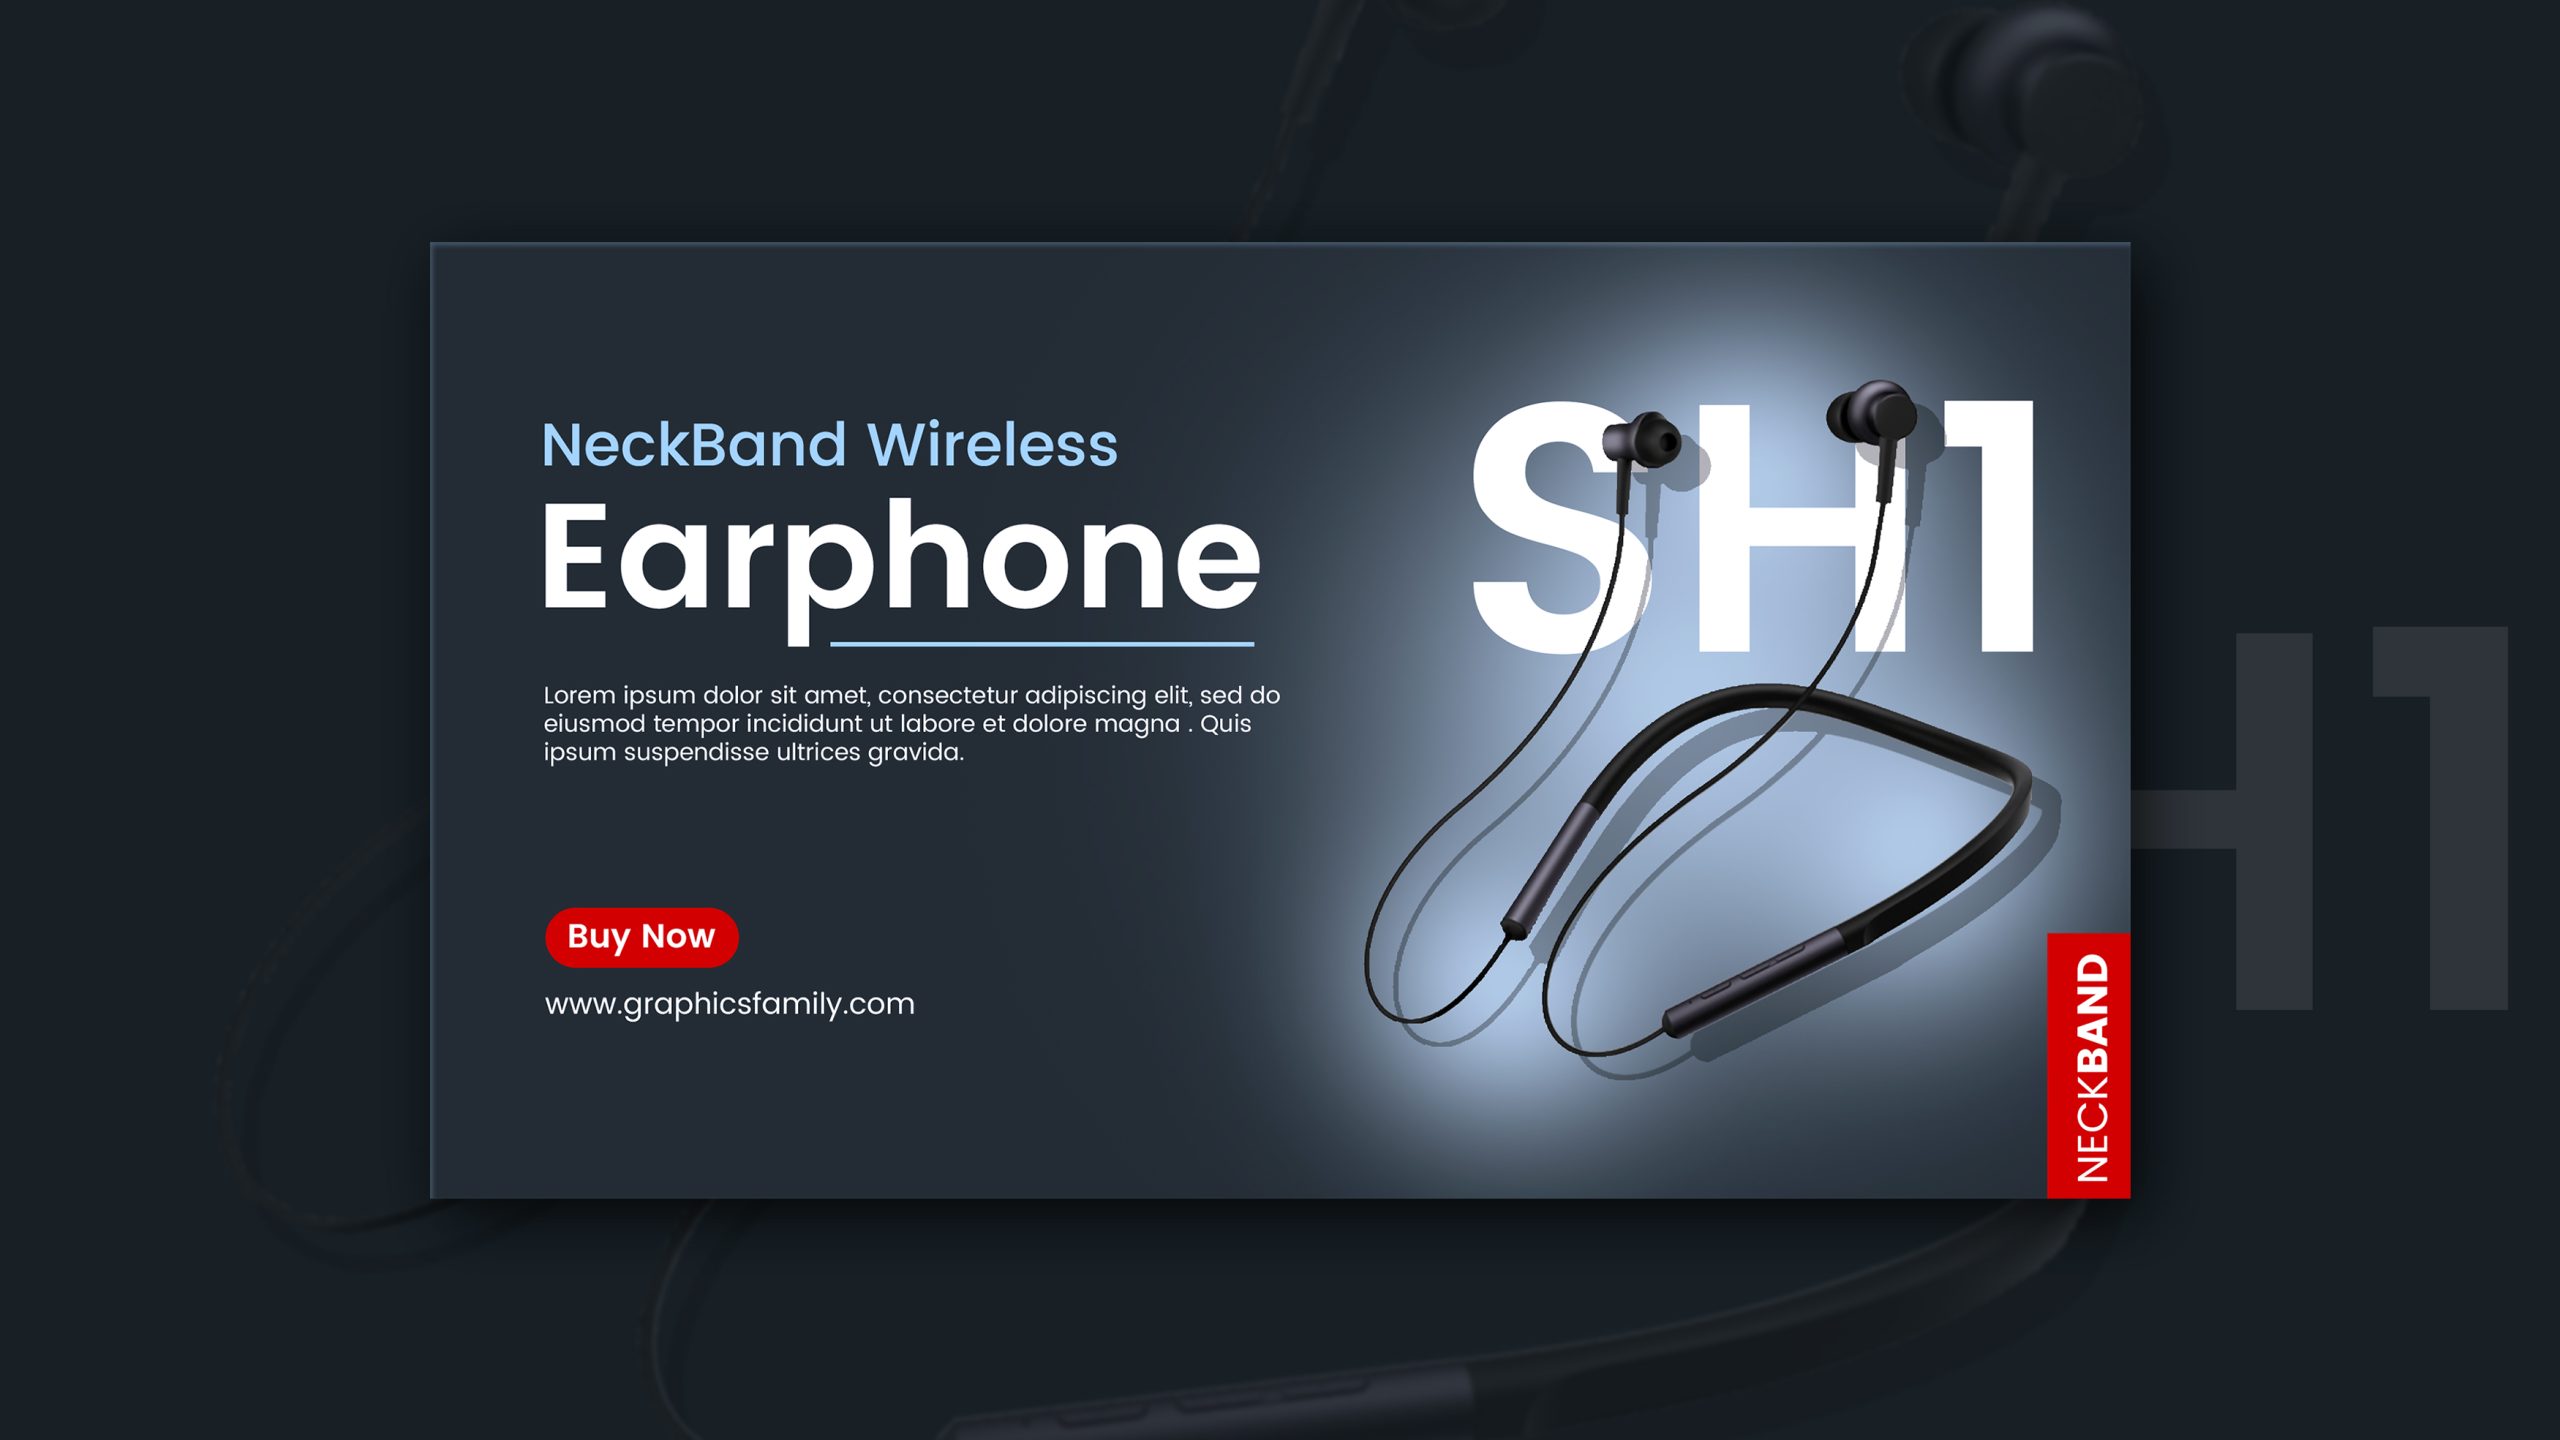 NeckBand Wireless
Earphone
Lorem ipsum dolor sit amet, consectetur adipiscing elit, sed do
eiusmod tempor incididunt ut labore et dolore magna . Quis
ipsum suspendisse ultrices gravida.
Buy Now
www.graphicsfamily.com
SH1
NECKBAND
H1